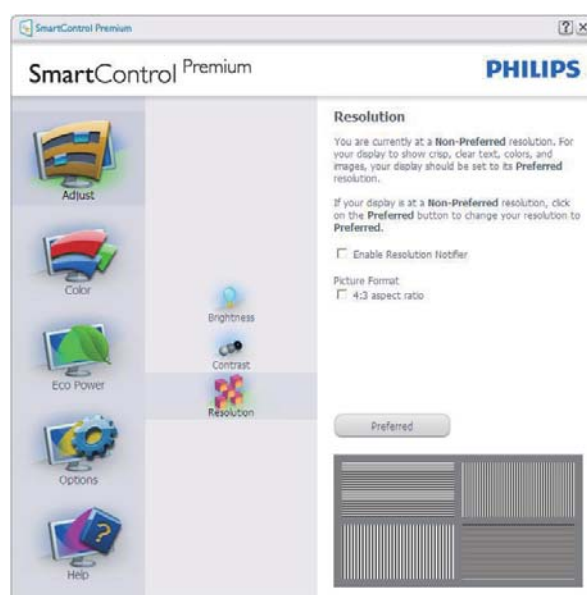 SmartControl Premium
SmartControl Premium
PHILIPS
Adjust
Color
Eco Power
Options
Help
Brightness
Contrast
Resolution
Resolution
You are currently at a Non-Preferred resolution. For
your display to show crisp, clear text, colors, and
images, your display should be set to its Preferred
resolution.
If your display is at a Non-Preferred resolution, click
on the Preferred button to change your resolution to
Preferred.
Enable Resolution Notifier
Picture Format
4:3 aspect ratio
Preferred